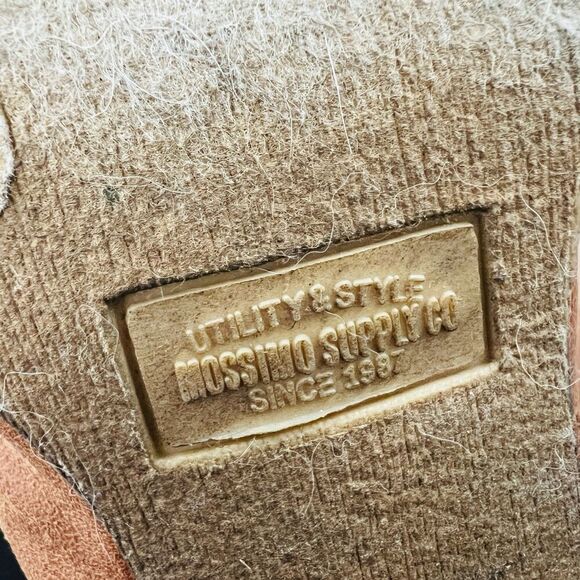 UTILITY & STYLE
MOSSIMO SUPPLY CO
SINCE 1987